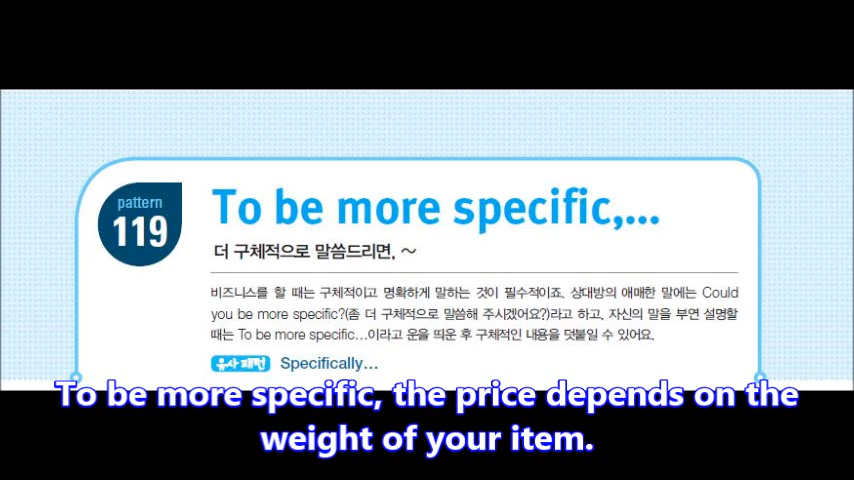 pattern
119
To be more specific,...
더 구체적으로 말씀드리면, ~
비즈니스를 할 때는 구체적이고 명확하게 말하는 것이 필수적이죠. 상대방의 애매한 말에는 Could
you be more specific?(좀 더 구체적으로 말씀해 주시겠어요?)라고 하고, 자신의 말을 부연 설명할
때는 To be more specific…이라고 운을 띄운 후 구체적인 내용을 덧붙일 수 있어요.
유사 패턴 Specifically…
To be more specific, the price depends on the
weight of your item.